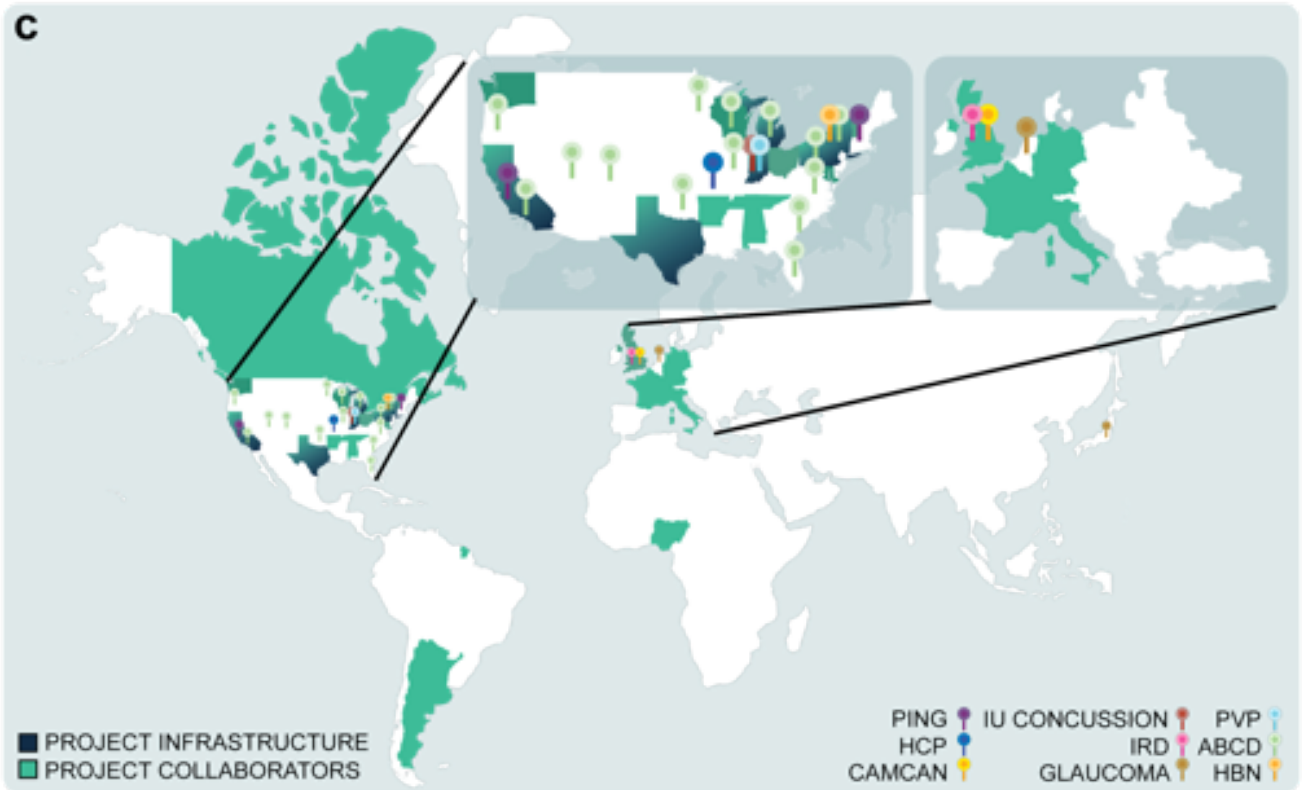 c
PROJECT INFRASTRUCTURE
PROJECT COLLABORATORS
PING IU CONCUSSION PVP
HCP IRD ABCD
CAMCAN GLAUCOMA HBN